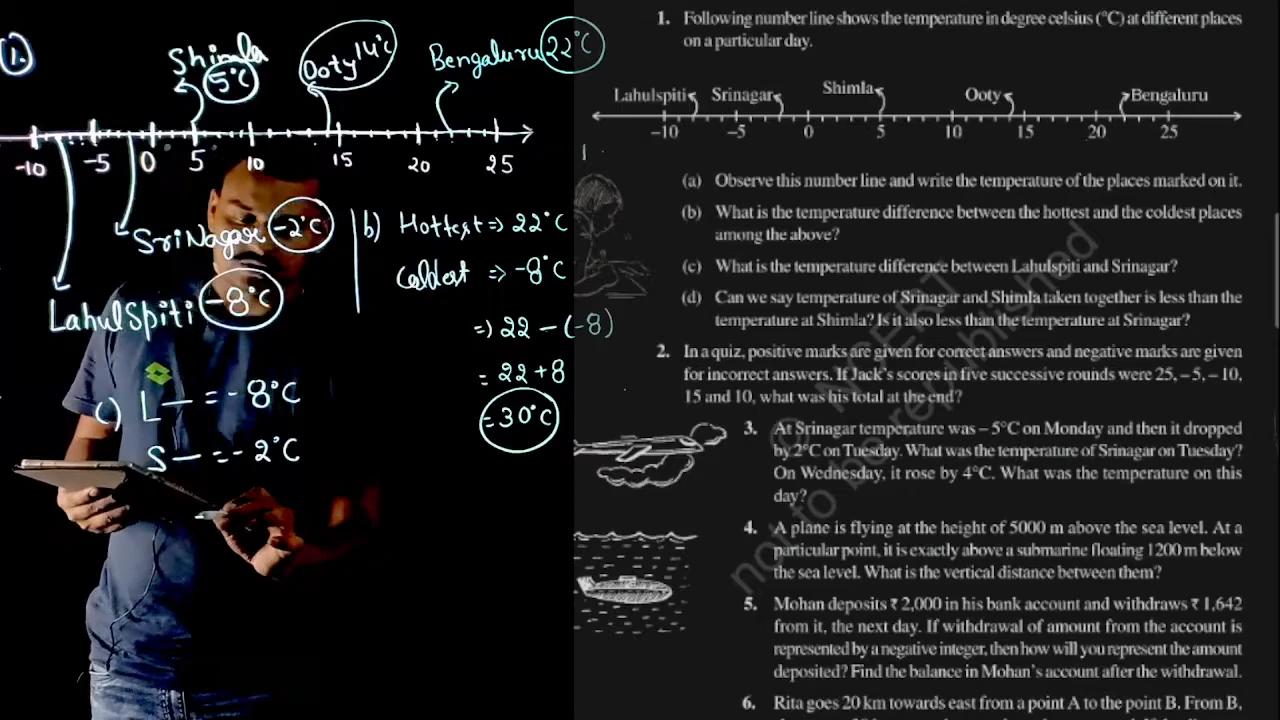 1.
Shimla
5°C
Ooty 14°C
Bengaluru 22°C
-10 -5 0 5 10 15 20 25
SriNagar -2°C
LahulSpiti -8°C
b) Hottest => 22°C
Coldest => -8°C
=) 22 - (-8)
= 22 + 8
= 30°C
c) L — = -8°C
S — = -2°C
1. Following number line shows the temperature in degree celsius (°C) at different places
on a particular day.
Lahulspiti Srinagar Shimla Ooty Bengaluru
−10 −5 0 5 10 15 20 25
(a) Observe this number line and write the temperature of the places marked on it.
(b) What is the temperature difference between the hottest and the coldest places
among the above?
(c) What is the temperature difference between Lahulspiti and Srinagar?
(d) Can we say temperature of Srinagar and Shimla taken together is less than the
temperature at Shimla? Is it also less than the temperature at Srinagar?
2. In a quiz, positive marks are given for correct answers and negative marks are given
for incorrect answers. If Jack's scores in five successive rounds were 25, – 5, – 10,
15 and 10, what was his total at the end?
3. At Srinagar temperature was – 5°C on Monday and then it dropped
by 2°C on Tuesday. What was the temperature of Srinagar on Tuesday?
On Wednesday, it rose by 4°C. What was the temperature on this
day?
4. A plane is flying at the height of 5000 m above the sea level. At a
particular point, it is exactly above a submarine floating 1200 m below
the sea level. What is the vertical distance between them?
5. Mohan deposits ₹ 2,000 in his bank account and withdraws ₹ 1,642
from it, the next day. If withdrawal of amount from the account is
represented by a negative integer, then how will you represent the amount
deposited? Find the balance in Mohan's account after the withdrawal.
6. Rita goes 20 km towards east from a point A to the point B. From B,
© NCERT
not to be republished